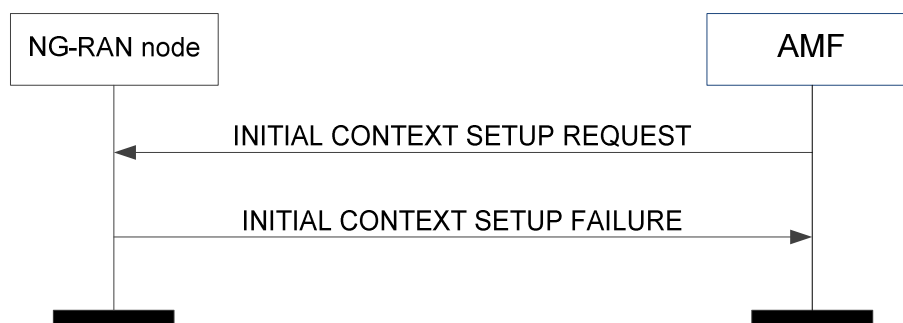 NG-RAN node
AMF
INITIAL CONTEXT SETUP REQUEST
INITIAL CONTEXT SETUP FAILURE